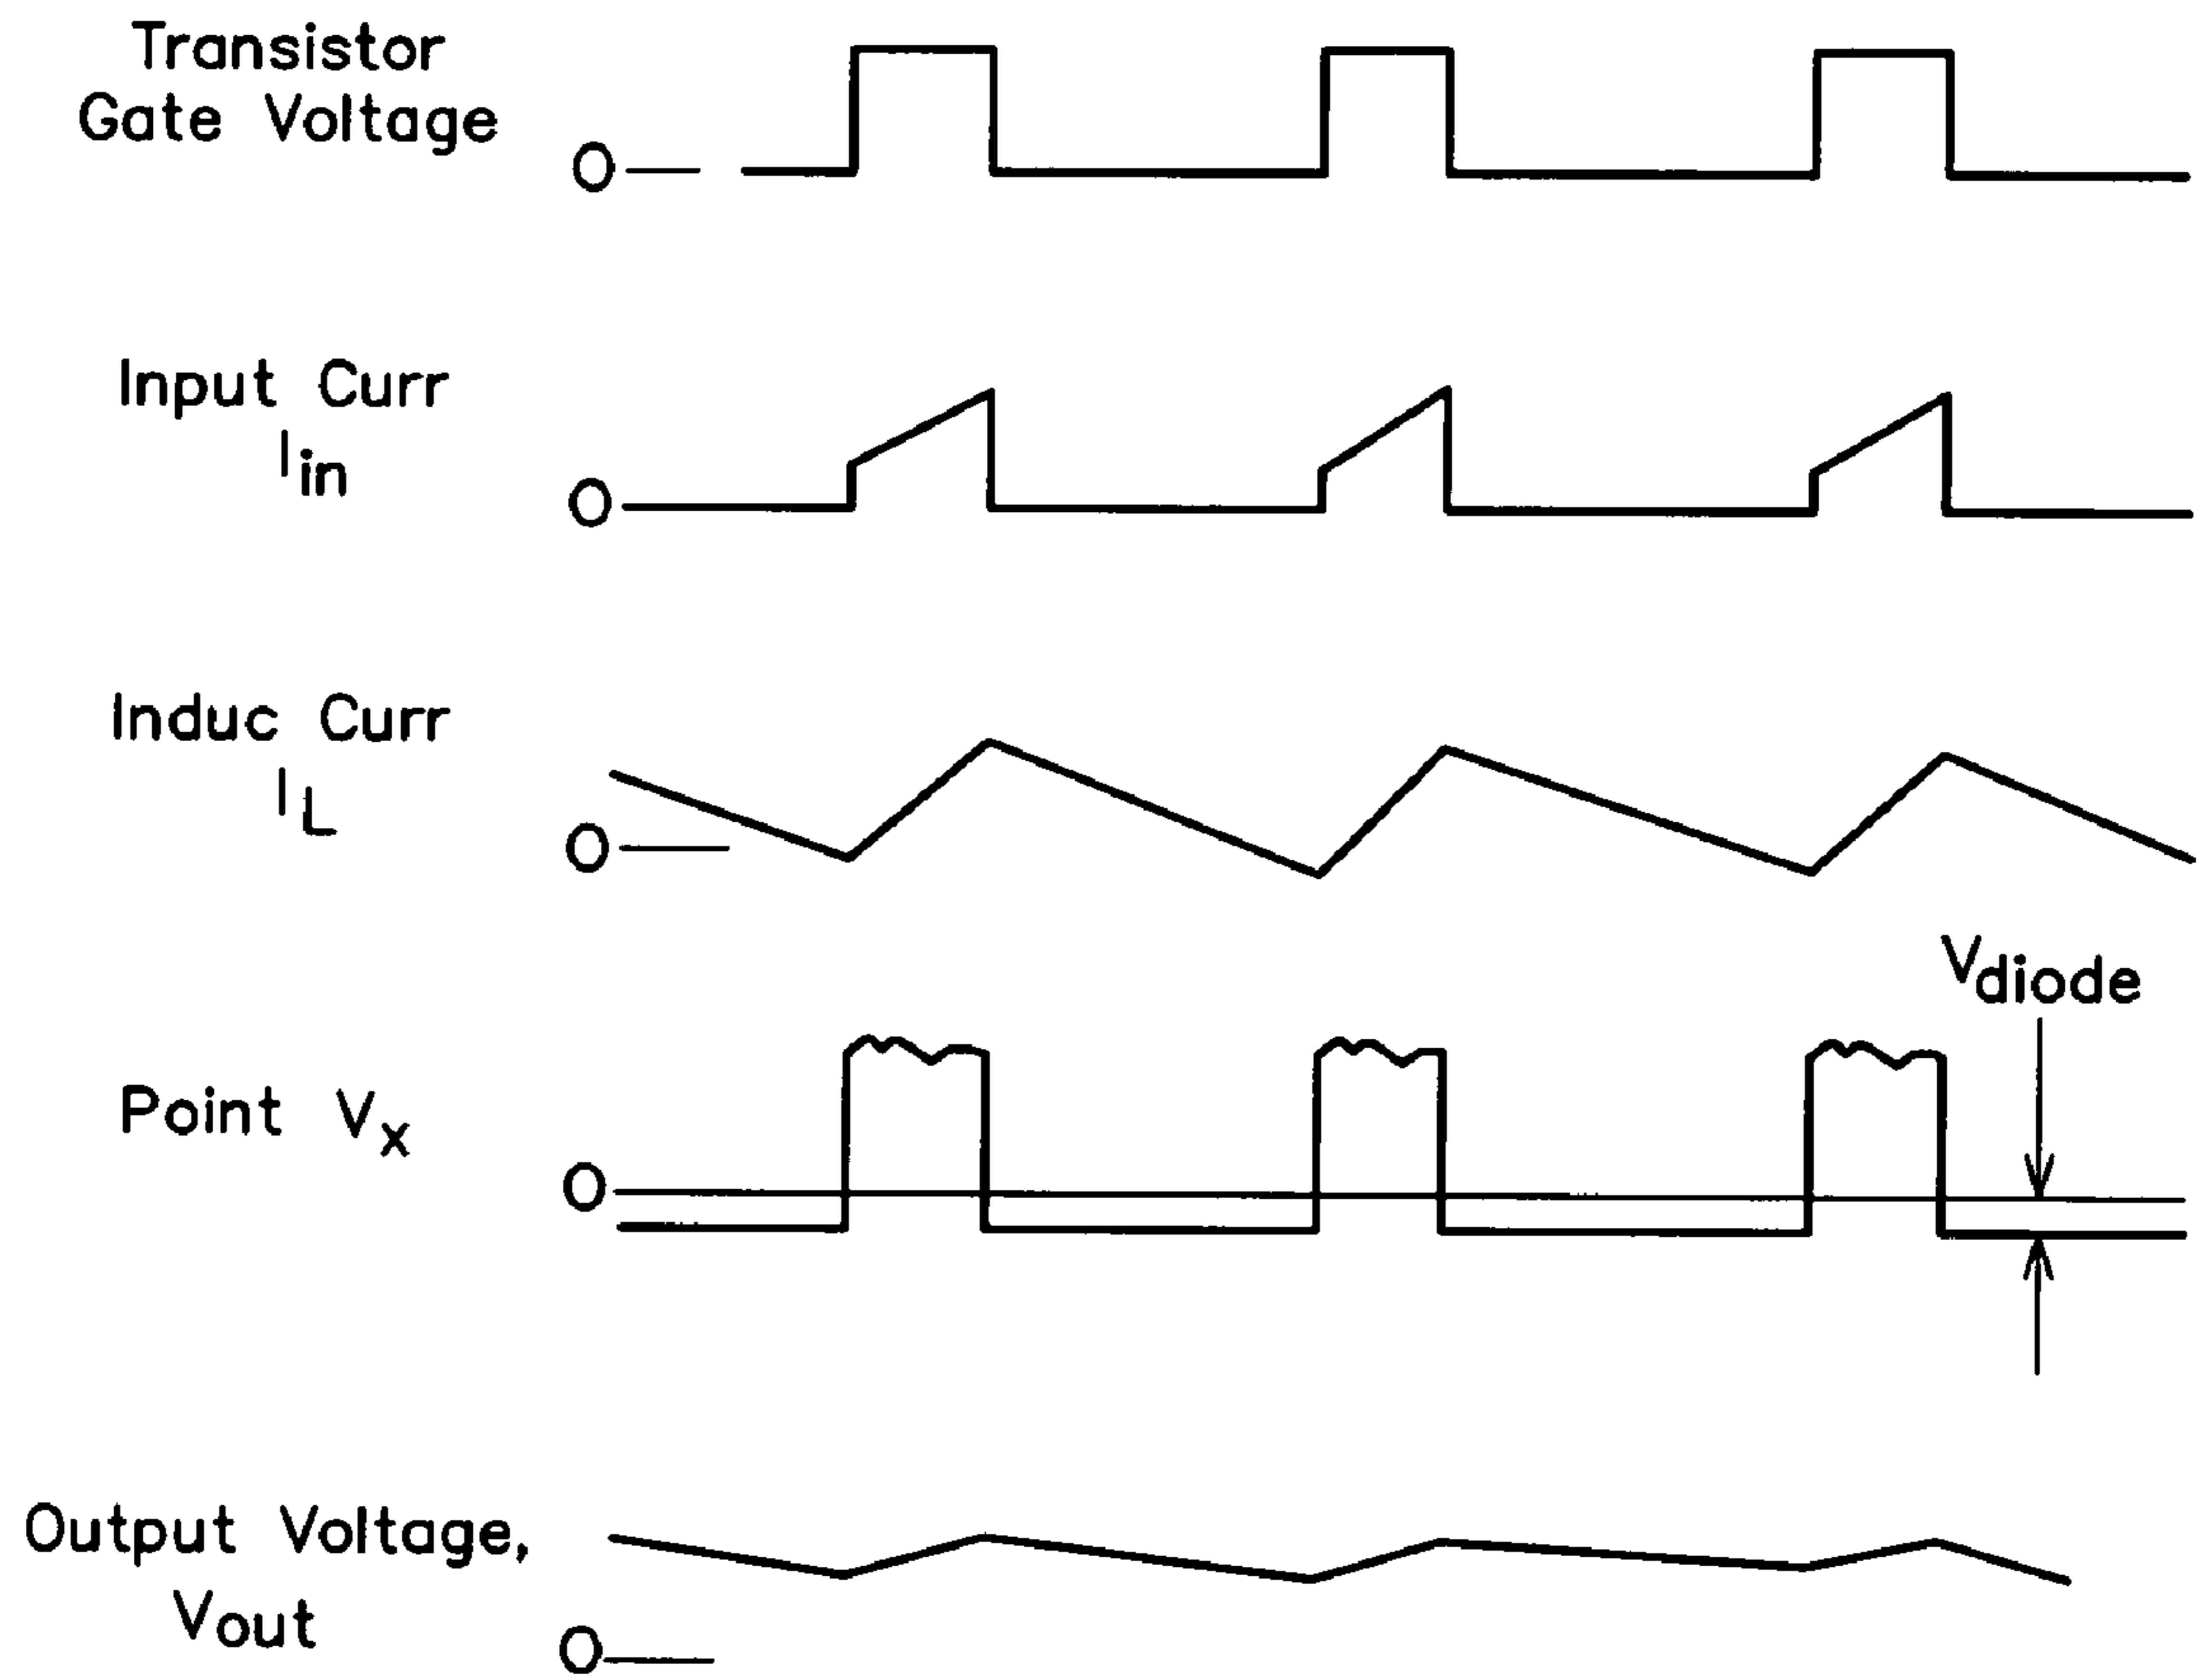 Transistor
Gate Voltage
0
Input Curr
Iin
0
Induc Curr
IL
0
Vdiode
Point Vx
0
Output Voltage,
Vout
0